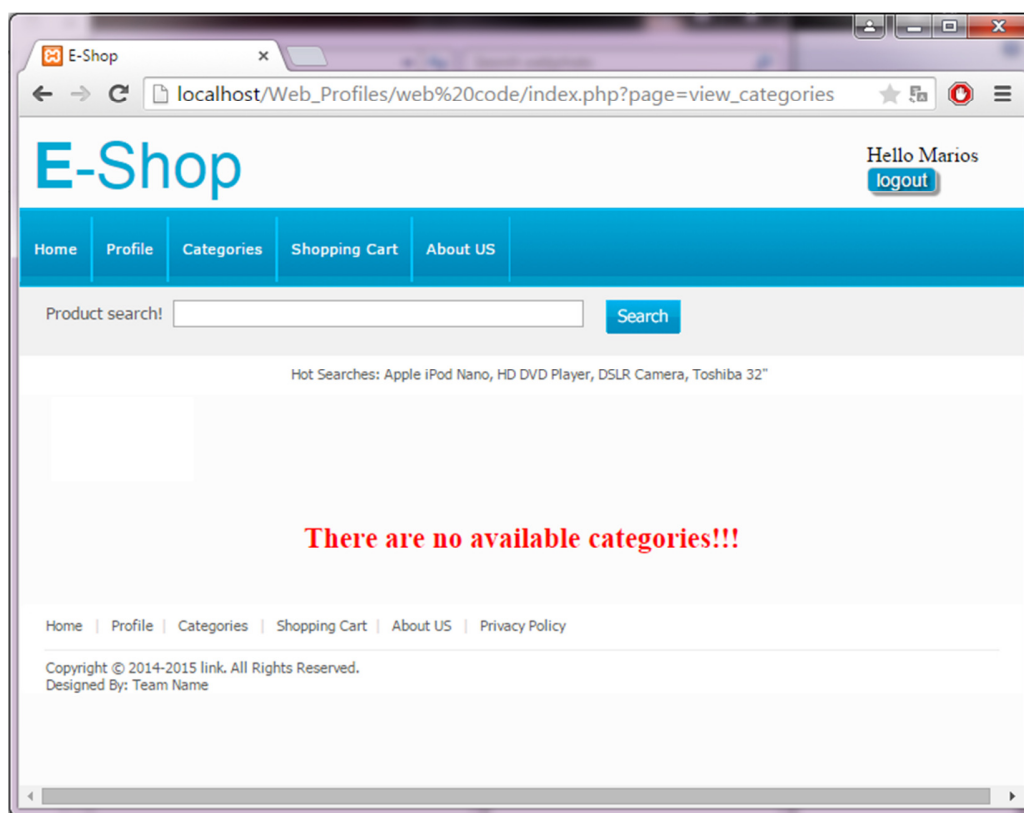 E-Shop
localhost/Web_Profiles/web%20code/index.php?page=view_categories
E-Shop
Hello Marios
logout
Home Profile Categories Shopping Cart About US
Product search! Search
Hot Searches: Apple iPod Nano, HD DVD Player, DSLR Camera, Toshiba 32"
There are no available categories!!!
Home | Profile | Categories | Shopping Cart | About US | Privacy Policy
Copyright © 2014-2015 link. All Rights Reserved.
Designed By: Team Name